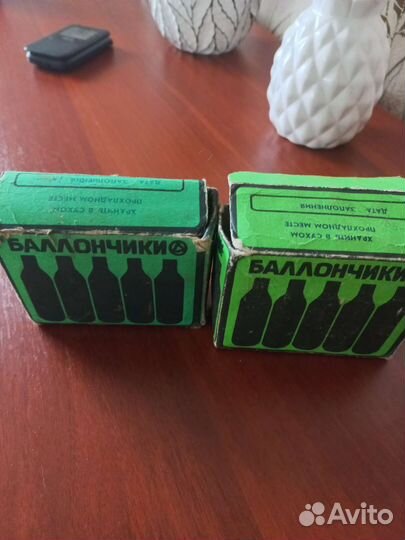 ДАТА ЗАПОЛНЕНИЯ
ПРОХЛАДНОМ МЕСТЕ
ХРАНИТЬ В СУХОМ
БАЛЛОНЧИКИ
ДАТА ЗАПОЛНЕНИЯ
ПРОХЛАДНОМ МЕСТЕ
ХРАНИТЬ В СУХОМ
БАЛЛОНЧИКИ
Avito